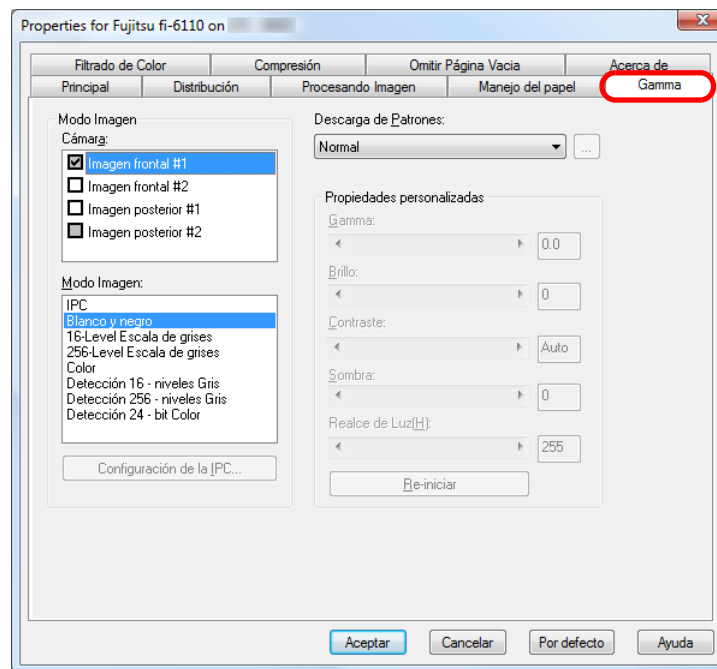 Properties for Fujitsu fi-6110 on
Filtrado de Color Compresión Omitir Página Vacia Acerca de
Principal Distribución Procesando Imagen Manejo del papel Gamma
Modo Imagen
Cámara:
Imagen frontal #1
Imagen frontal #2
Imagen posterior #1
Imagen posterior #2
Modo Imagen:
IPC
Blanco y negro
16-Level Escala de grises
256-Level Escala de grises
Color
Detección 16 - niveles Gris
Detección 256 - niveles Gris
Detección 24 - bit Color
Configuración de la IPC...
Descarga de Patrones:
Normal ...
Propiedades personalizadas
Gamma:
0.0
Brillo:
0
Contraste:
Auto
Sombra:
0
Realce de Luz(H):
255
Re-iniciar
Aceptar Cancelar Por defecto Ayuda